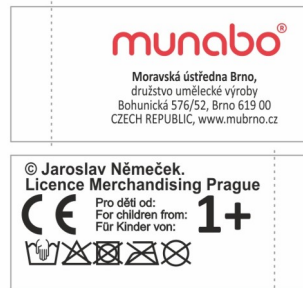 munabo®
Moravská ústředna Brno,
družstvo umělecké výroby
Bohunická 576/52, Brno 619 00
CZECH REPUBLIC, www.mubrno.cz
© Jaroslav Němeček.
Licence Merchandising Prague
CE
Pro děti od:
For children from:
Für Kinder von:
1+